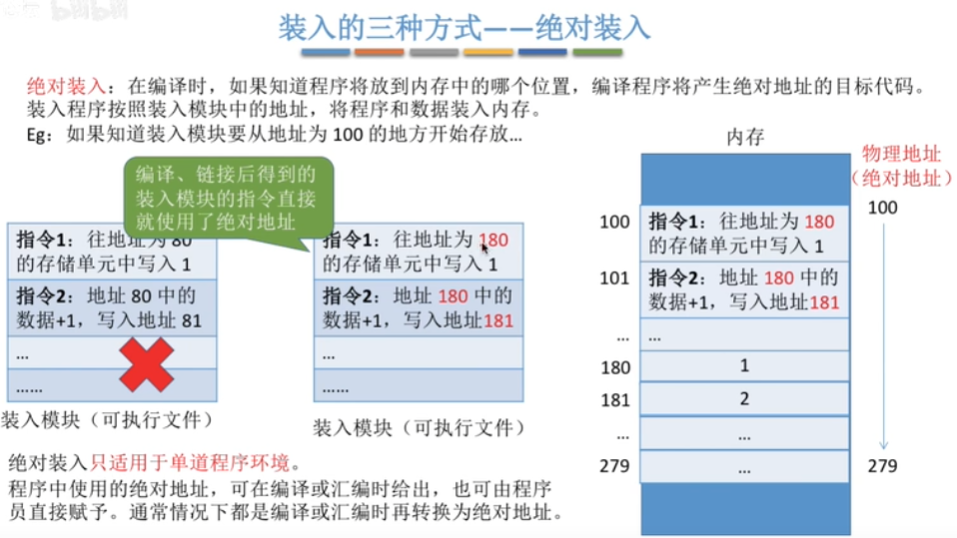 bilibili
装入的三种方式——绝对装入
绝对装入：在编译时，如果知道程序将放到内存中的哪个位置，编译程序将产生绝对地址的目标代码。
装入程序按照装入模块中的地址，将程序和数据装入内存。
Eg：如果知道装入模块要从地址为 100 的地方开始存放…
编译、链接后得到的
装入模块的指令直接
就使用了绝对地址
指令1：往地址为 80
的存储单元中写入 1
指令2：地址 80 中的
数据+1，写入地址 81
…
……
装入模块（可执行文件）
指令1：往地址为 180
的存储单元中写入 1
指令2：地址 180 中的
数据+1，写入地址181
…
……
装入模块（可执行文件）
内存
物理地址
（绝对地址）
100
指令1：往地址为 180
的存储单元中写入 1
100
101
指令2：地址 180 中的
数据+1，写入地址181
…
…
180
1
181
2
…
…
279
…
279
绝对装入只适用于单道程序环境。
程序中使用的绝对地址，可在编译或汇编时给出，也可由程序
员直接赋予。通常情况下都是编译或汇编时再转换为绝对地址。